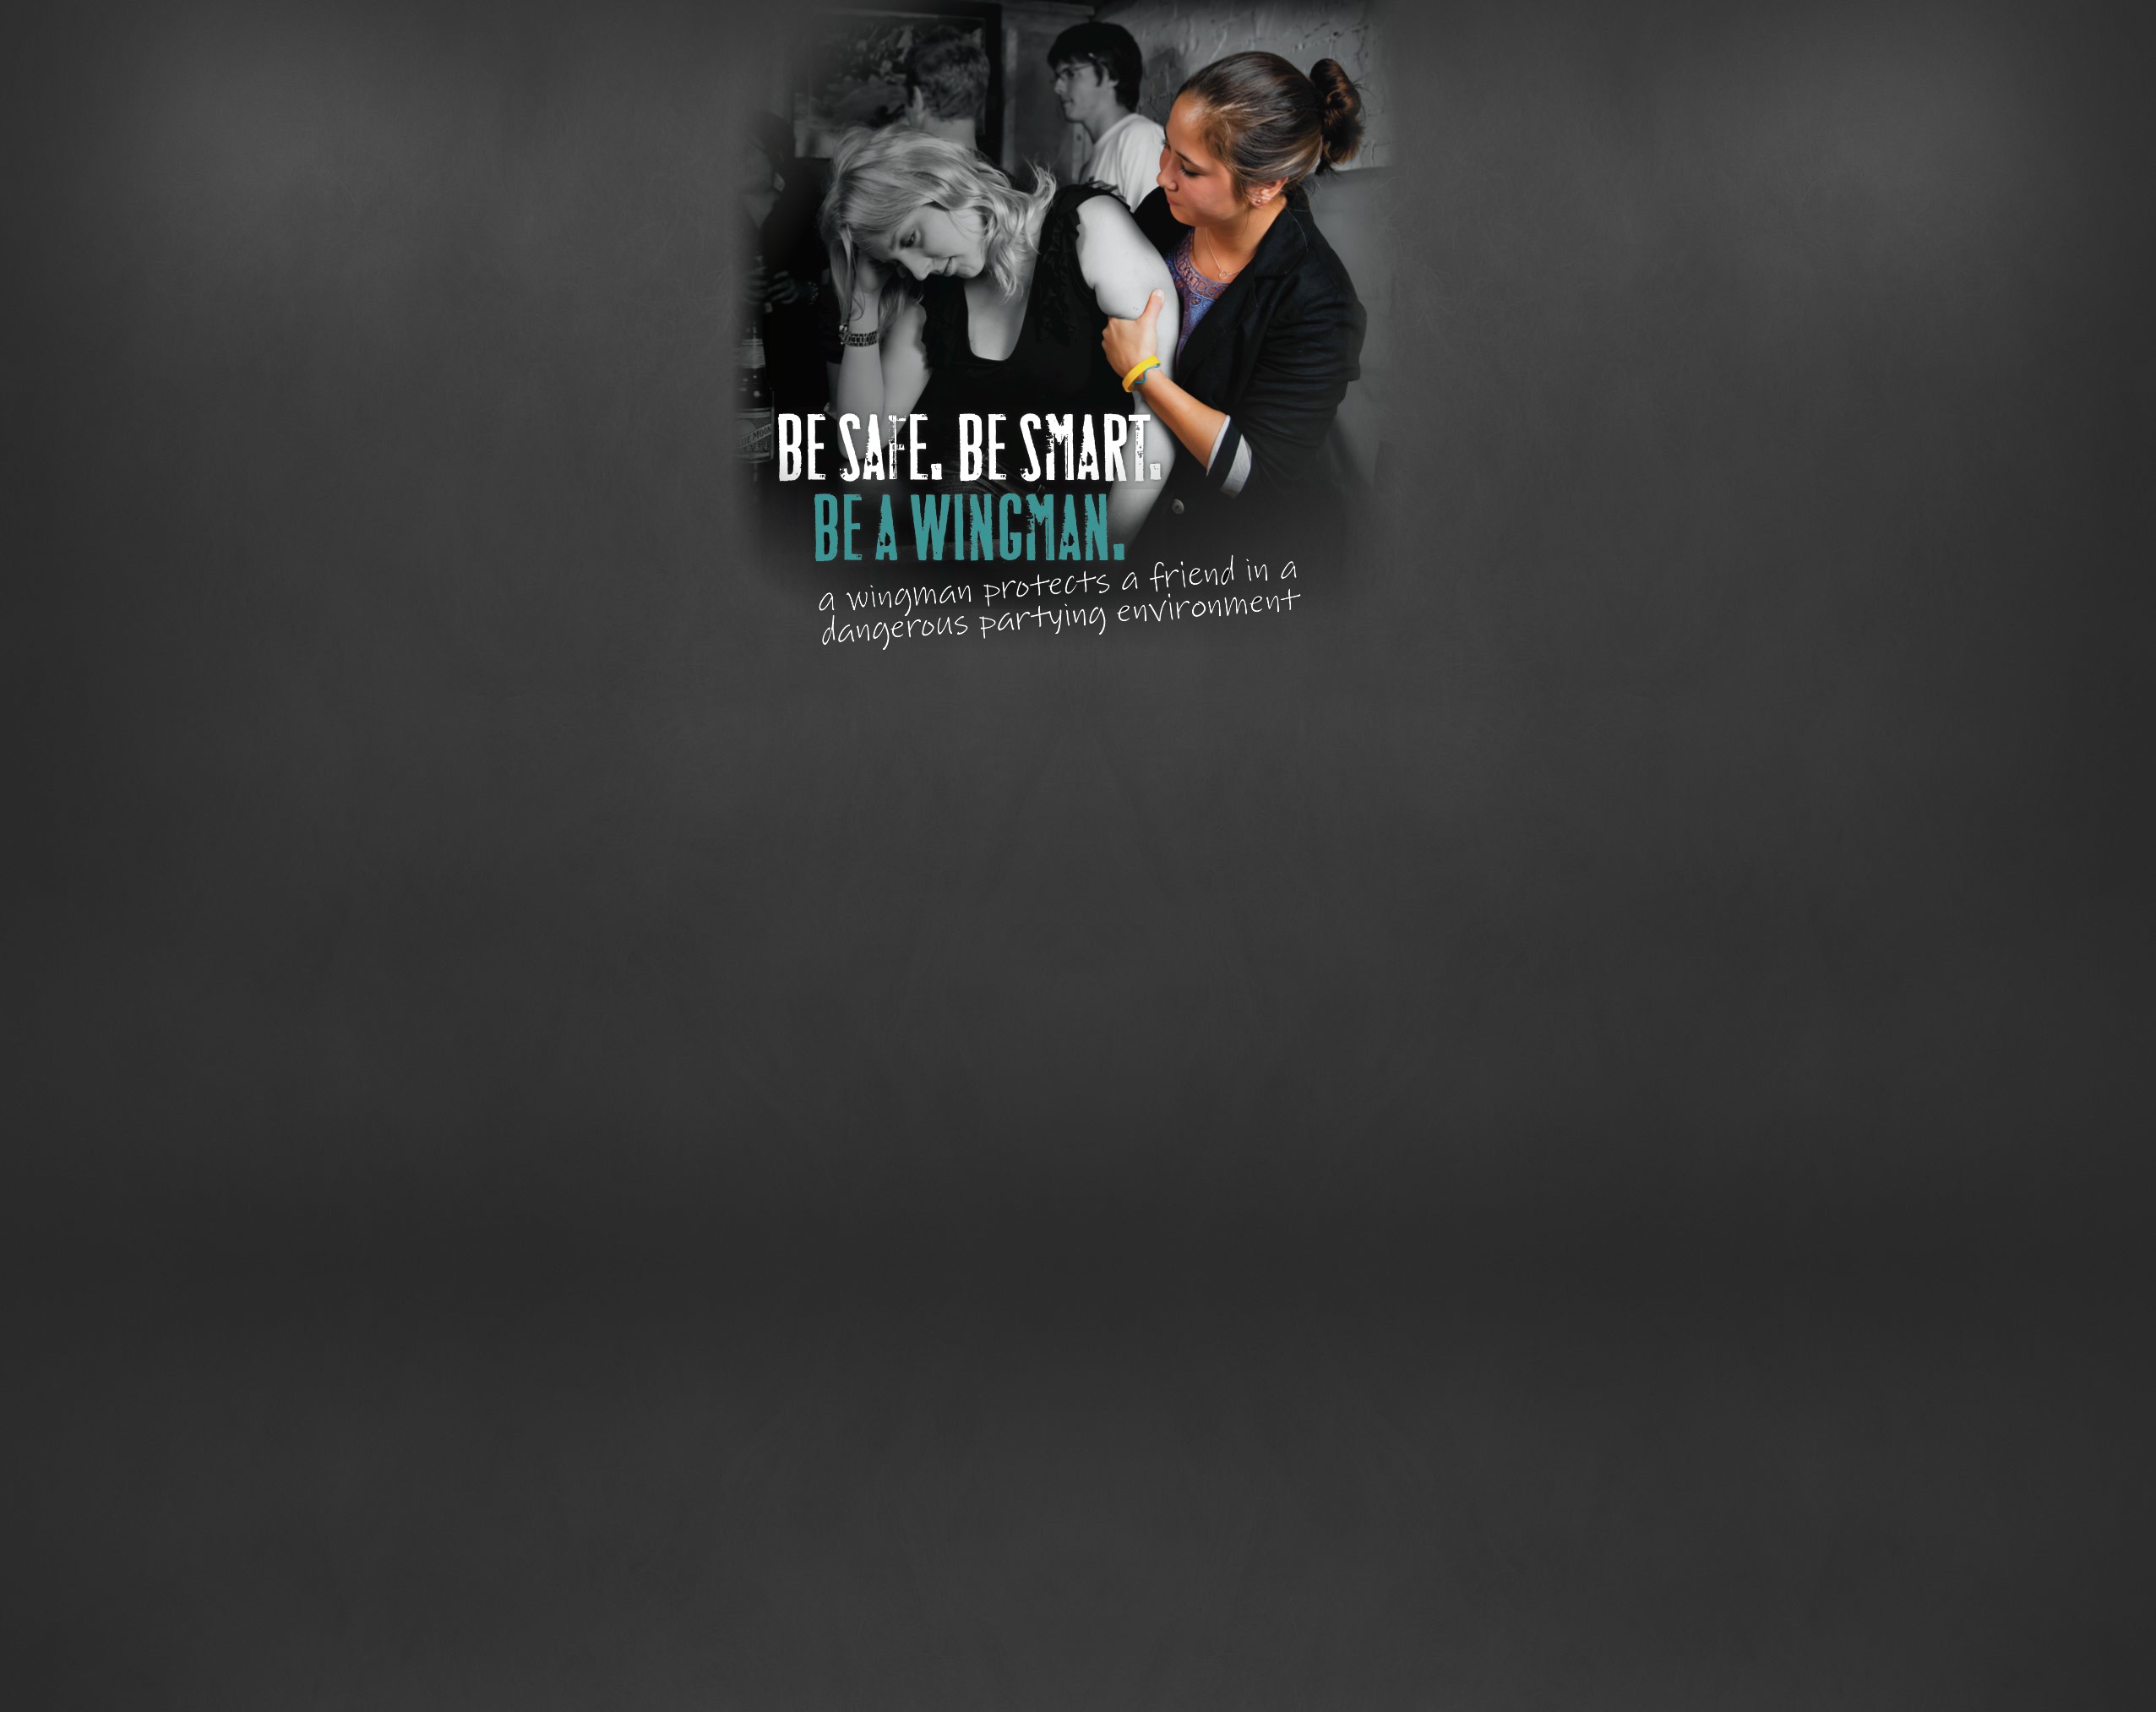 BE SAFE. BE SMART.
BE A WINGMAN.
a wingman protects a friend in a
dangerous partying environment